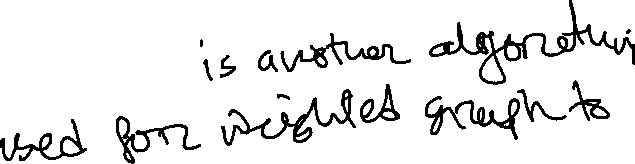 is another algorithm
used for weighted graph to